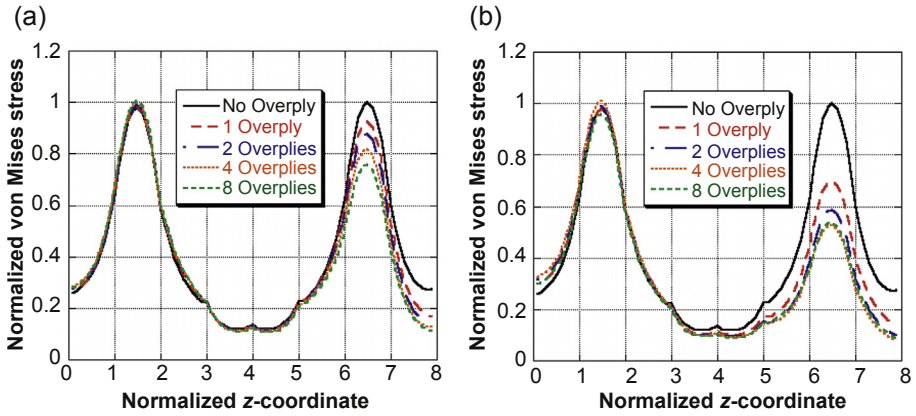 (a)
Normalized von Mises stress
1.2
1
0.8
0.6
0.4
0.2
0
No Overply
1 Overply
2 Overplies
4 Overplies
8 Overplies
0 1 2 3 4 5 6 7 8
Normalized z-coordinate
(b)
Normalized von Mises stress
1.2
1
0.8
0.6
0.4
0.2
0
No Overply
1 Overply
2 Overplies
4 Overplies
8 Overplies
0 1 2 3 4 5 6 7 8
Normalized z-coordinate